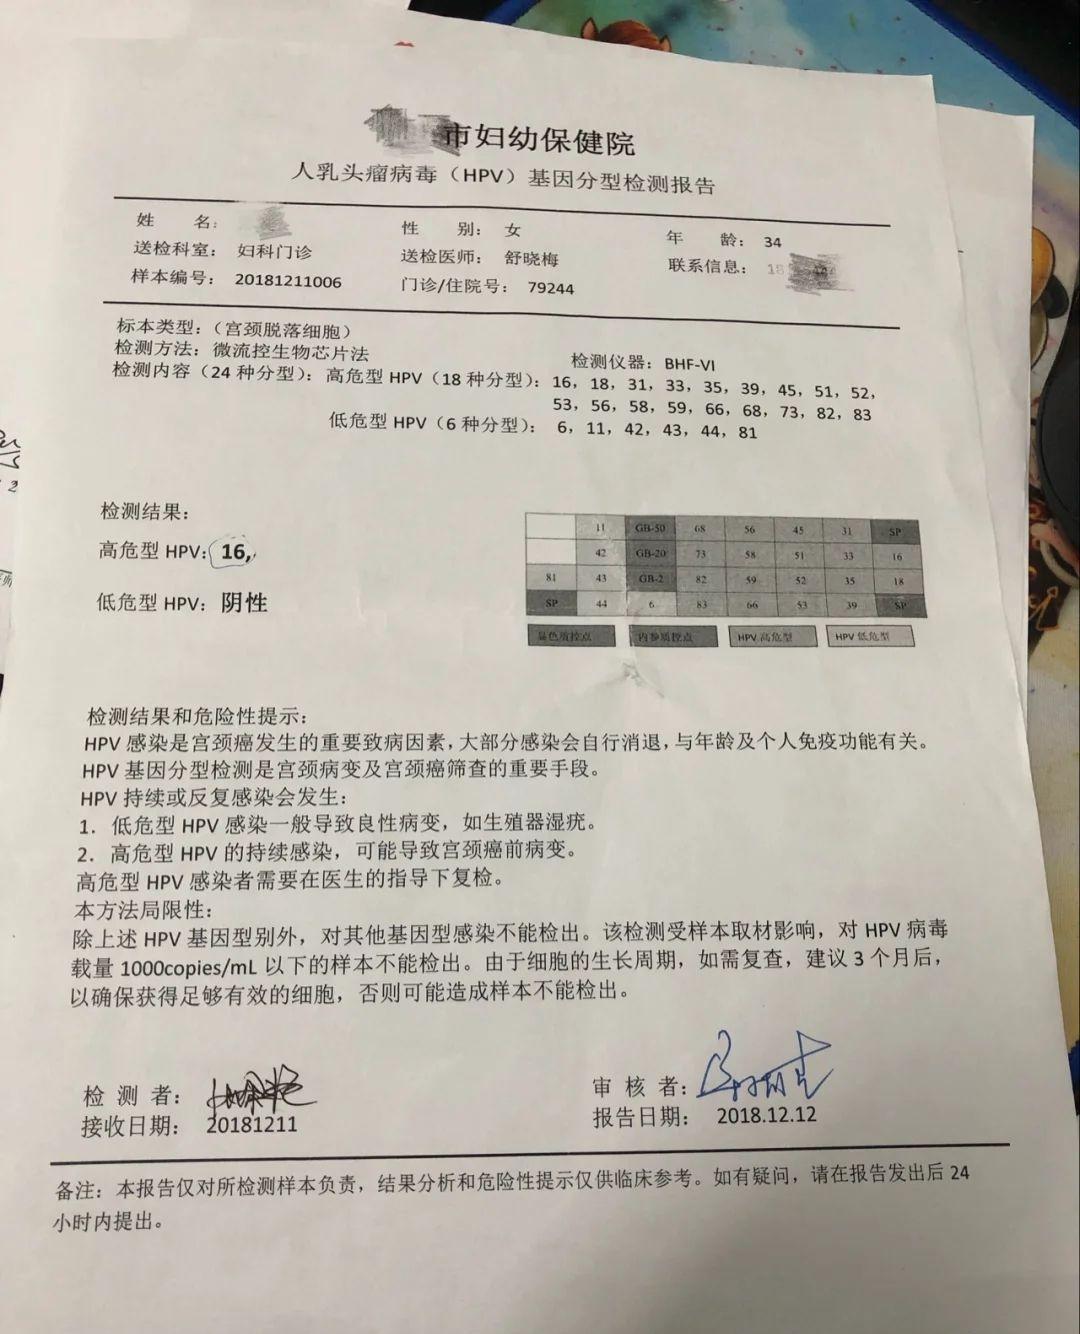 市妇幼保健院
人乳头瘤病毒（HPV）基因分型检测报告
姓 名： 性 别： 女 年 龄： 34
送检科室： 妇科门诊 送检医师： 舒晓梅 联系信息： 18
样本编号： 20181211006 门诊/住院号： 79244
标本类型：（宫颈脱落细胞）
检测方法： 微流控生物芯片法 检测仪器： BHF-VI
检测内容（24 种分型）：高危型 HPV（18 种分型）：16，18，31，33，35，39，45，51，52，
53，56，58，59，66，68，73，82，83
低危型 HPV（6 种分型）： 6，11，42，43，44，81
检测结果：
高危型 HPV：16,
低危型 HPV：阴性
11 GB-50 68 56 45 31 SP
42 GB-20 73 58 51 33 16
81 43 GB-2 82 59 52 35 18
SP 44 6 83 66 53 39 SP
显色质控点 内参质控点 HPV 高危型 HPV 低危型
检测结果和危险性提示：
HPV 感染是宫颈癌发生的重要致病因素，大部分感染会自行消退，与年龄及个人免疫功能有关。
HPV 基因分型检测是宫颈病变及宫颈癌筛查的重要手段。
HPV 持续或反复感染会发生：
1. 低危型 HPV 感染一般导致良性病变，如生殖器湿疣。
2. 高危型 HPV 的持续感染，可能导致宫颈癌前病变。
高危型 HPV 感染者需要在医生的指导下复检。
本方法局限性：
除上述 HPV 基因型别外，对其他基因型感染不能检出。该检测受样本取材影响，对 HPV 病毒
载量 1000copies/mL 以下的样本不能检出。由于细胞的生长周期，如需复查，建议 3 个月后，
以确保获得足够有效的细胞，否则可能造成样本不能检出。
检 测 者： 审 核 者：
接收日期： 20181211 报告日期： 2018.12.12
备注：本报告仅对所检测样本负责，结果分析和危险性提示仅供临床参考。如有疑问，请在报告发出后 24
小时内提出。